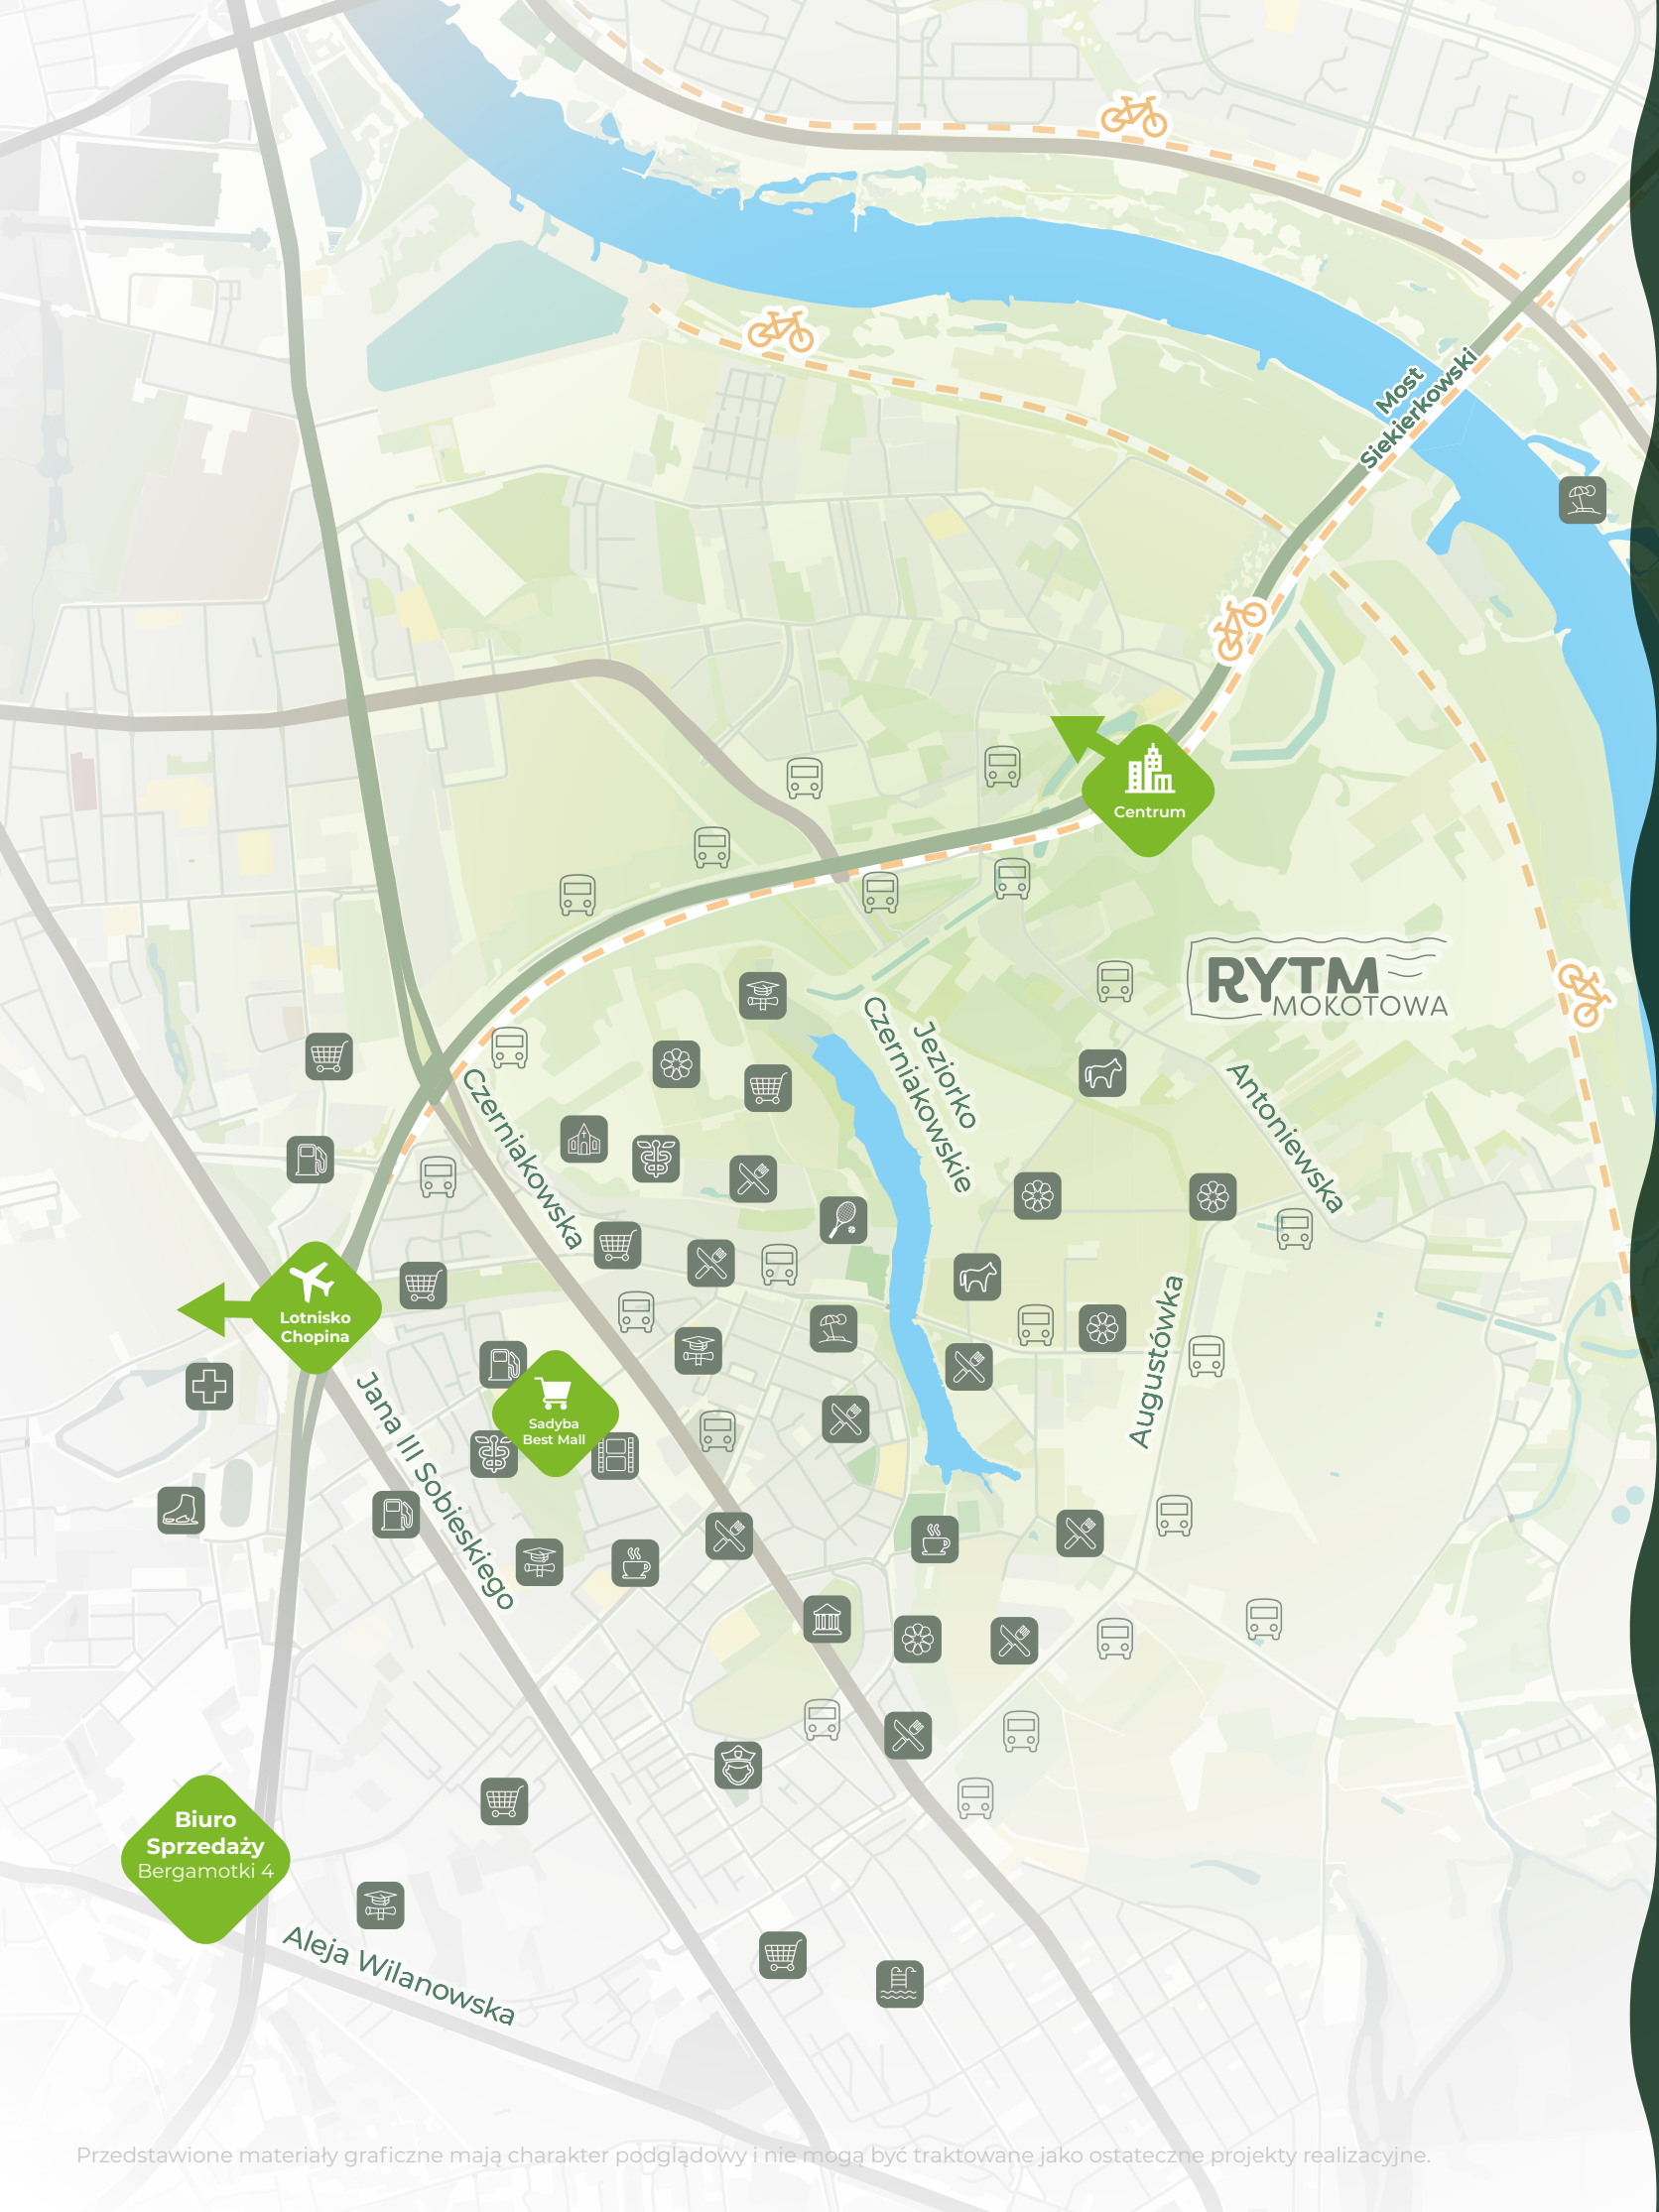 Most
Siekierkowski
Centrum
RYTM
MOKOTOWA
Jeziorko
Czerniakowskie
Czerniakowska
Antoniewska
Lotnisko
Chopina
Augustówka
Sadyba
Best Mall
Jana III Sobieskiego
Biuro
Sprzedaży
Bergamotki 4
Aleja Wilanowska
Przedstawione materiały graficzne mają charakter podglądowy i nie mogą być traktowane jako ostateczne projekty realizacyjne.